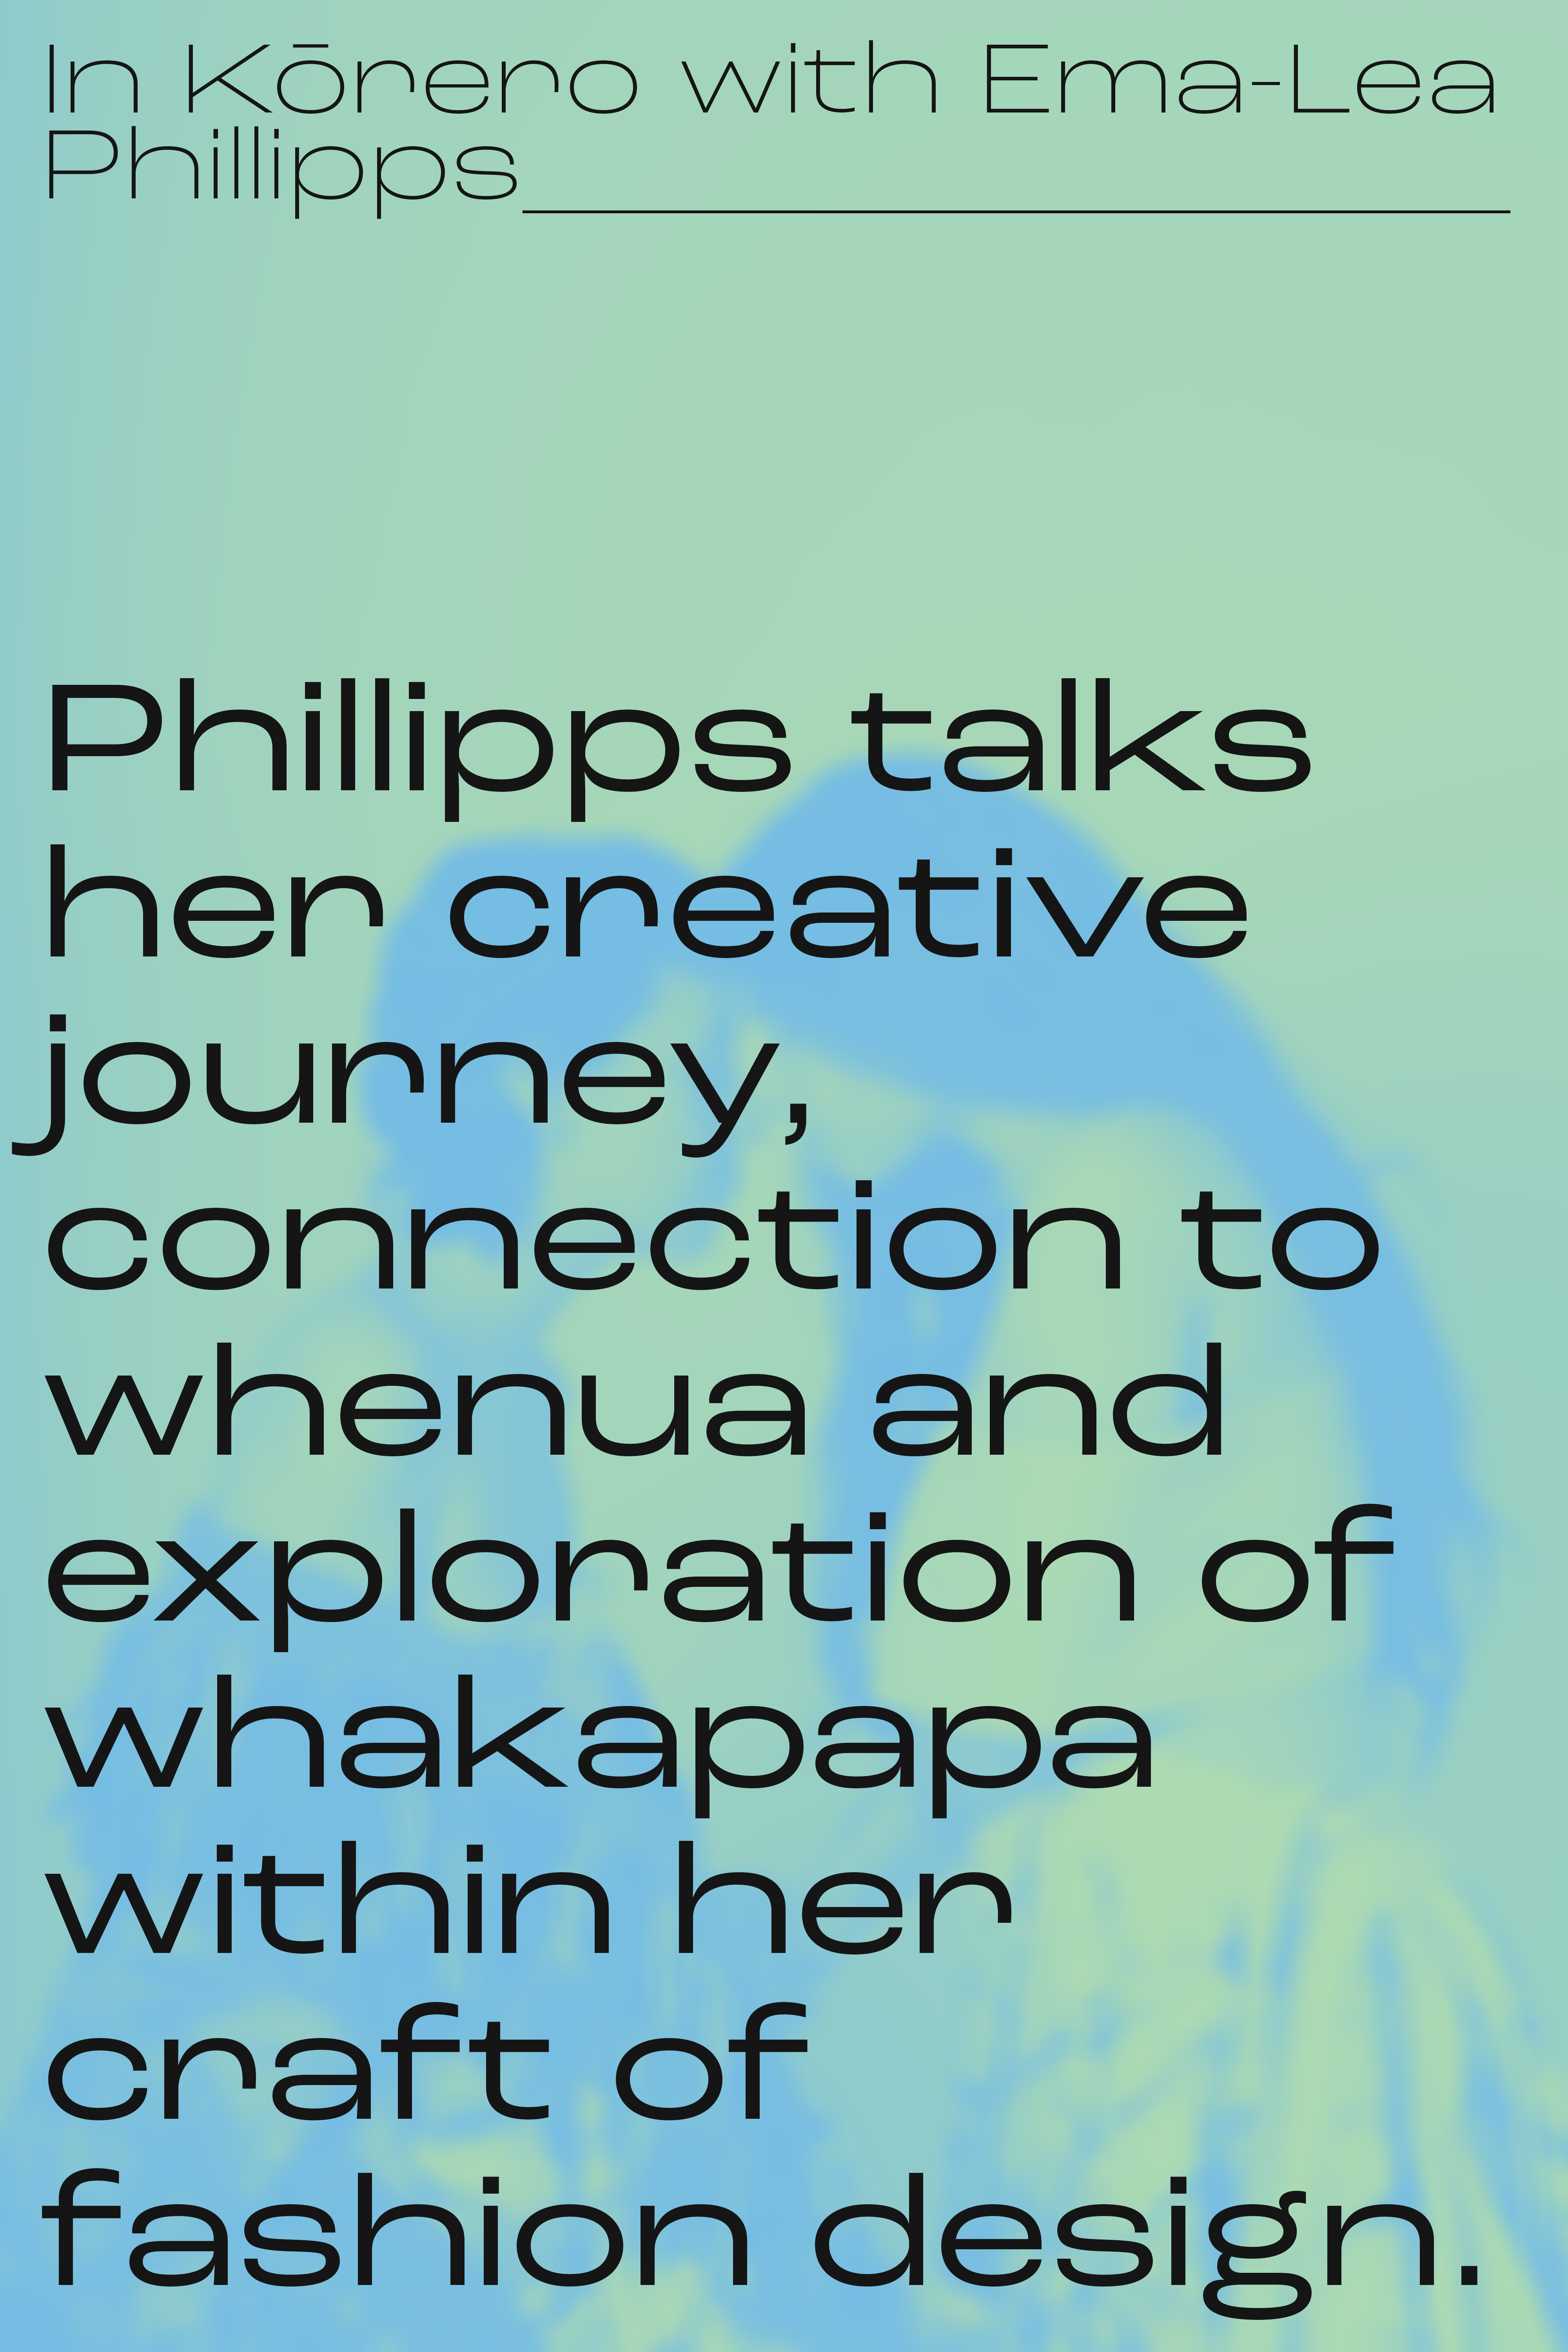 In Kōrero with Ema-Lea
Phillipps
Phillipps talks
her creative
journey,
connection to
whenua and
exploration of
whakapapa
within her
craft of
fashion design.